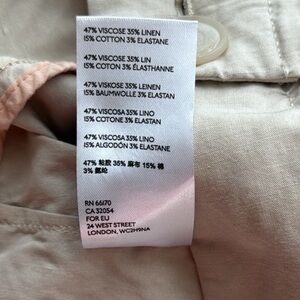 47% VISCOSE 35% LINEN
15% COTTON 3% ELASTANE
47% VISCOSE 35% LIN
15% COTON 3% ÉLASTHANNE
47% VISKOSE 35% LEINEN
15% BAUMWOLLE 3% ELASTAN
47% VISCOSA 35% LINO
15% COTONE 3% ELASTAN
47% VISCOSA 35% LINO
15% ALGODÓN 3% ELASTANE
47% 粘胶 35% 麻布 15% 棉
3% 氨纶
RN 66170
CA 32054
FOR EU
24 WEST STREET
LONDON, WC2H9NA